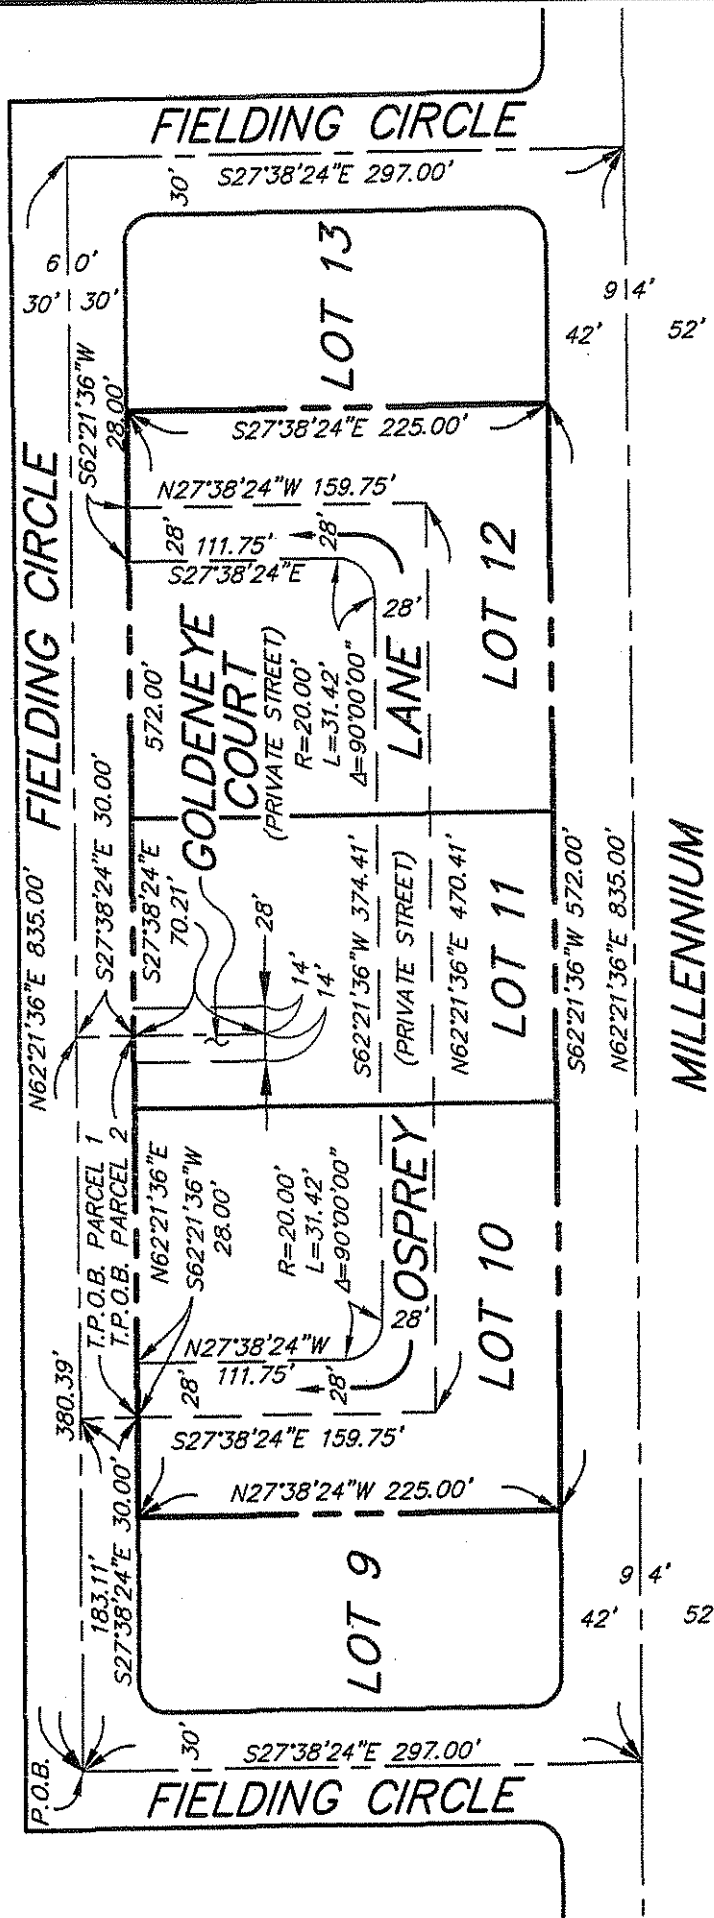 FIELDING CIRCLE
S27°38'24"E 297.00'
30'
60'
30' 30'
LOT 13
94'
42' 52'
S62°21'36"W
28.00'
S27°38'24"E 225.00'
N27°38'24"W 159.75'
28'
111.75'
28'
S27°38'24"E
28'
LOT 12
FIELDING CIRCLE
572.00'
GOLDENEYE
COURT
(PRIVATE STREET)
R=20.00'
L=31.42'
Δ=90°00'00"
LANE
N62°21'36"E 835.00'
S27°38'24"E 30.00'
S27°38'24"E
70.21'
28'
14'
14'
S62°21'36"W 374.41'
(PRIVATE STREET)
N62°21'36"E 470.41'
LOT 11
S62°21'36"W 572.00'
N62°21'36"E 835.00'
MILLENNIUM
T.P.O.B. PARCEL 1
T.P.O.B. PARCEL 2
N62°21'36"E
S62°21'36"W
28.00'
R=20.00'
L=31.42'
Δ=90°00'00"
OSPREY
28'
LOT 10
N27°38'24"W
111.75'
28'
28'
380.39'
S27°38'24"E 159.75'
N27°38'24"W 225.00'
183.11'
S27°38'24"E 30.00'
LOT 9
94'
42' 52
P.O.B.
30'
S27°38'24"E 297.00'
FIELDING CIRCLE